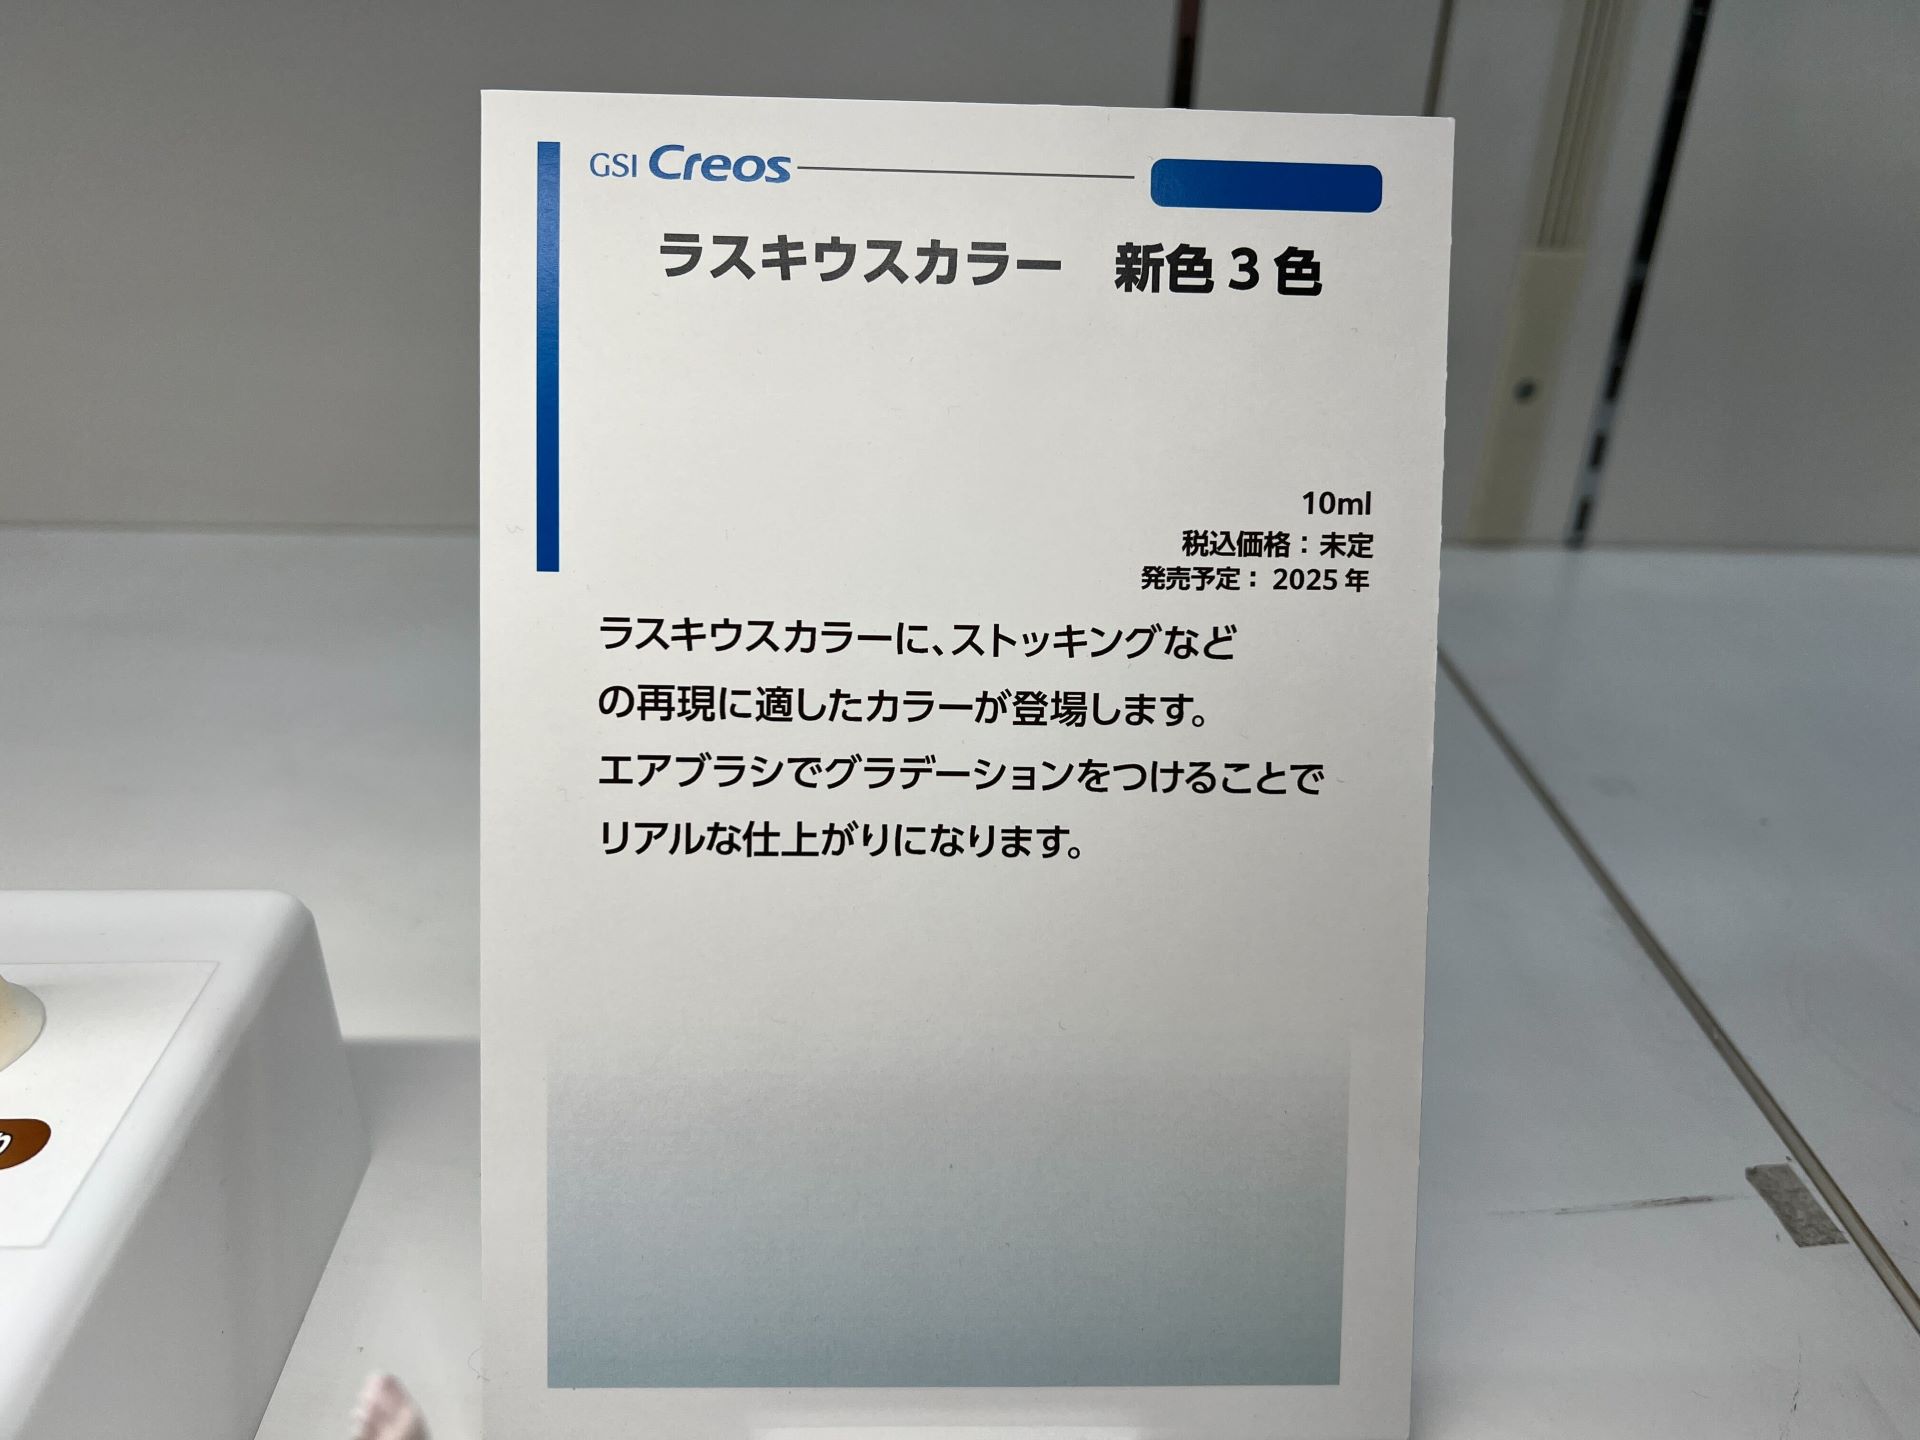 GSI Creos
ラスキウスカラー　新色3色
10ml
税込価格：未定
発売予定： 2025年
ラスキウスカラーに、ストッキングなど
の再現に適したカラーが登場します。
エアブラシでグラデーションをつけることで
リアルな仕上がりになります。